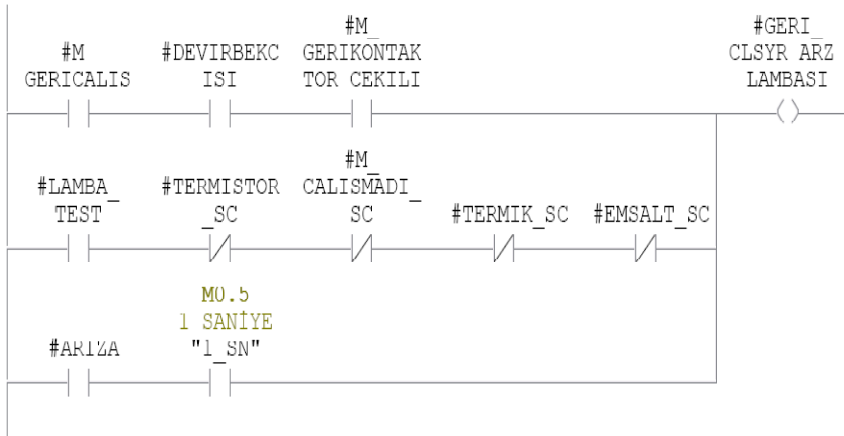 #M_
#GERI_
#M
#DEVIRBEKC
GERIKONTAK
CLSYR ARZ
GERICALIS
ISI
TOR CEKILI
LAMBASI
#M_
#LAMBA_
#TERMISTOR
CALISMADI_
TEST
_SC
SC
#TERMIK_SC
#EMSALT_SC
M0.5
1 SANİYE
#ARIZA
"1_SN"